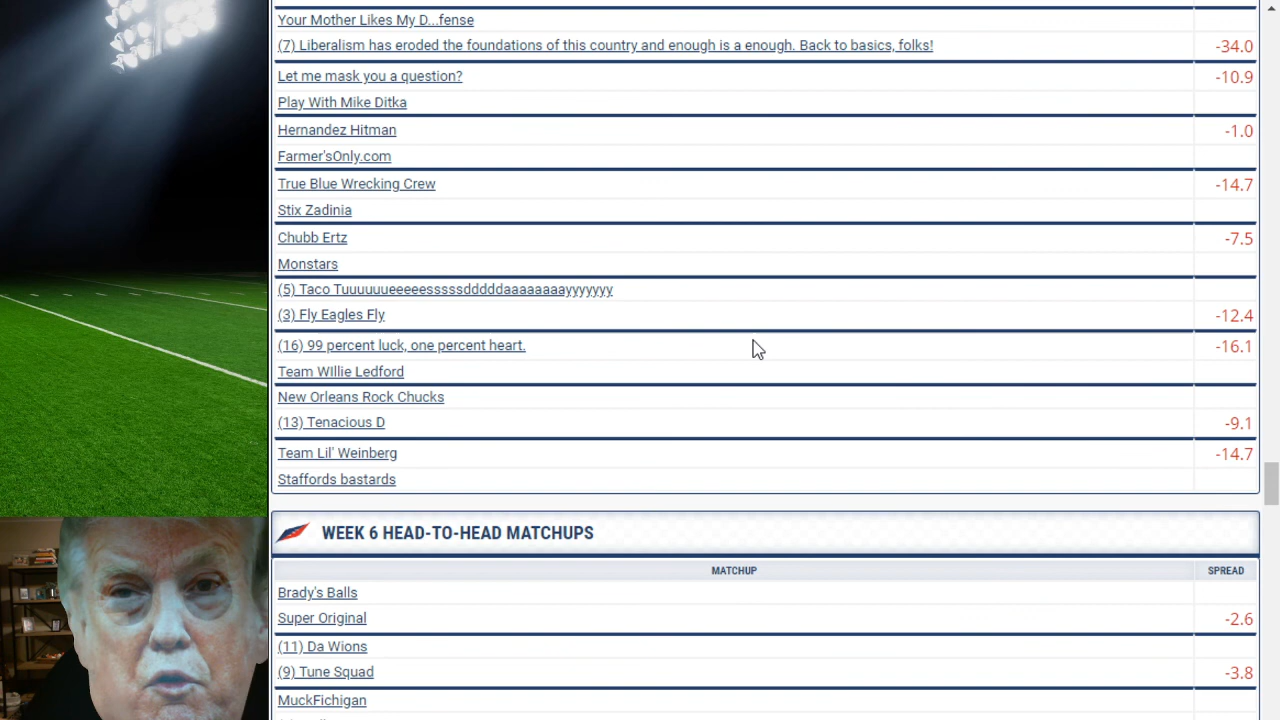 Your Mother Likes My D...fense
(7) Liberalism has eroded the foundations of this country and enough is a enough. Back to basics, folks! -34.0
Let me mask you a question? -10.9
Play With Mike Ditka
Hernandez Hitman -1.0
Farmer'sOnly.com
True Blue Wrecking Crew -14.7
Stix Zadinia
Chubb Ertz -7.5
Monstars
(5) Taco Tuuuuuueeeeesssssdddddaaaaaaaayyyyyyy
(3) Fly Eagles Fly -12.4
(16) 99 percent luck, one percent heart. -16.1
Team WIllie Ledford
New Orleans Rock Chucks
(13) Tenacious D -9.1
Team Lil' Weinberg -14.7
Staffords bastards
WEEK 6 HEAD-TO-HEAD MATCHUPS
MATCHUP SPREAD
Brady's Balls
Super Original -2.6
(11) Da Wions
(9) Tune Squad -3.8
MuckFichigan